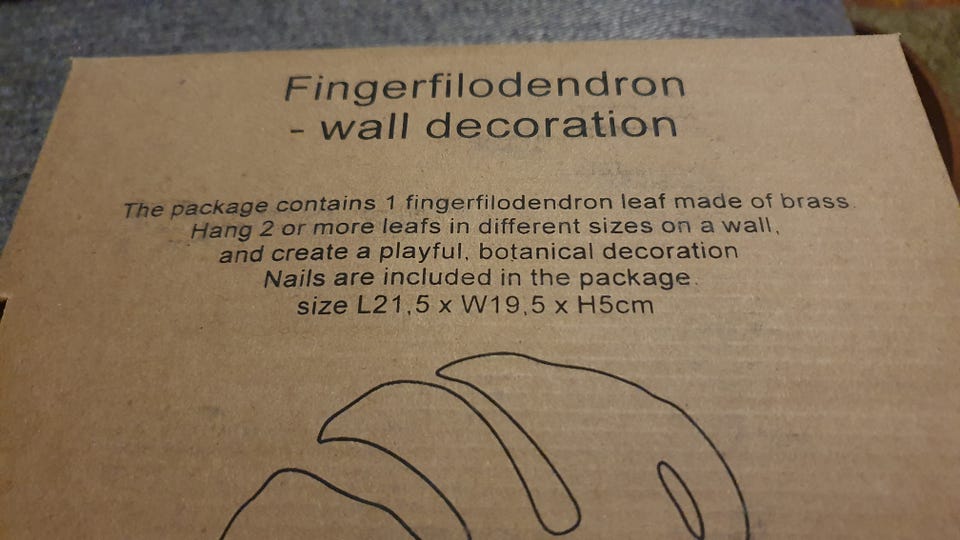 Fingerfilodendron
- wall decoration
The package contains 1 fingerfilodendron leaf made of brass.
Hang 2 or more leafs in different sizes on a wall,
and create a playful, botanical decoration
Nails are included in the package.
size L21,5 x W19,5 x H5cm